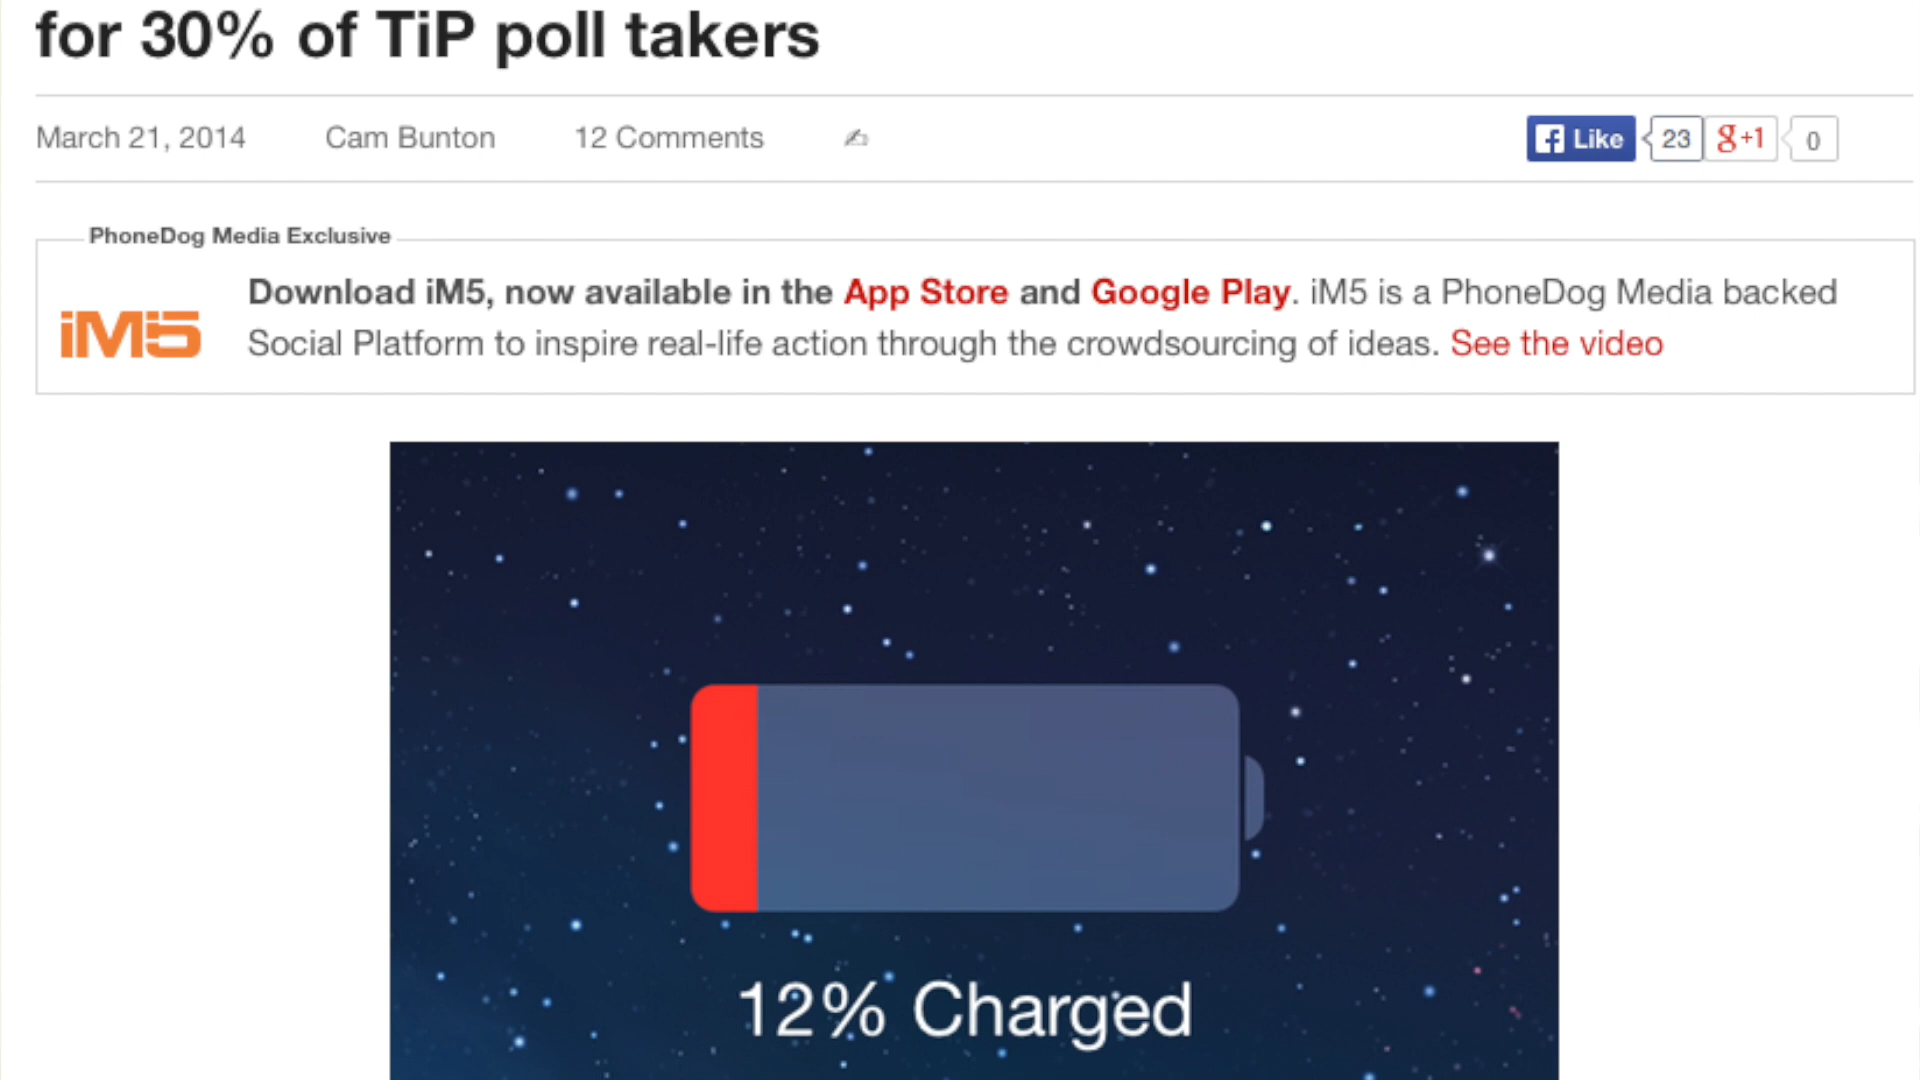 for 30% of TiP poll takers
March 21, 2014 Cam Bunton 12 Comments ✍ Like 23 g+1 0
PhoneDog Media Exclusive
iM5
Download iM5, now available in the App Store and Google Play. iM5 is a PhoneDog Media backed
Social Platform to inspire real-life action through the crowdsourcing of ideas. See the video
12% Charged